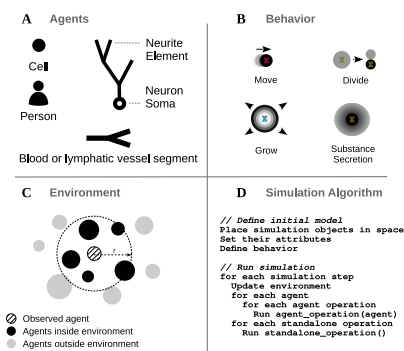 A Agents
Neurite
Element
Cell
Neuron
Soma
Person
Blood or lymphatic vessel segment
B Behavior
Move
Divide
Grow
Substance
Secretion
C Environment
r
Observed agent
Agents inside environment
Agents outside environment
D Simulation Algorithm
// Define initial model
Place simulation objects in space
Set their attributes
Define behavior
// Run simulation
for each simulation step
Update environment
for each agent
for each agent operation
Run agent_operation(agent)
for each standalone operation
Run standalone_operation()